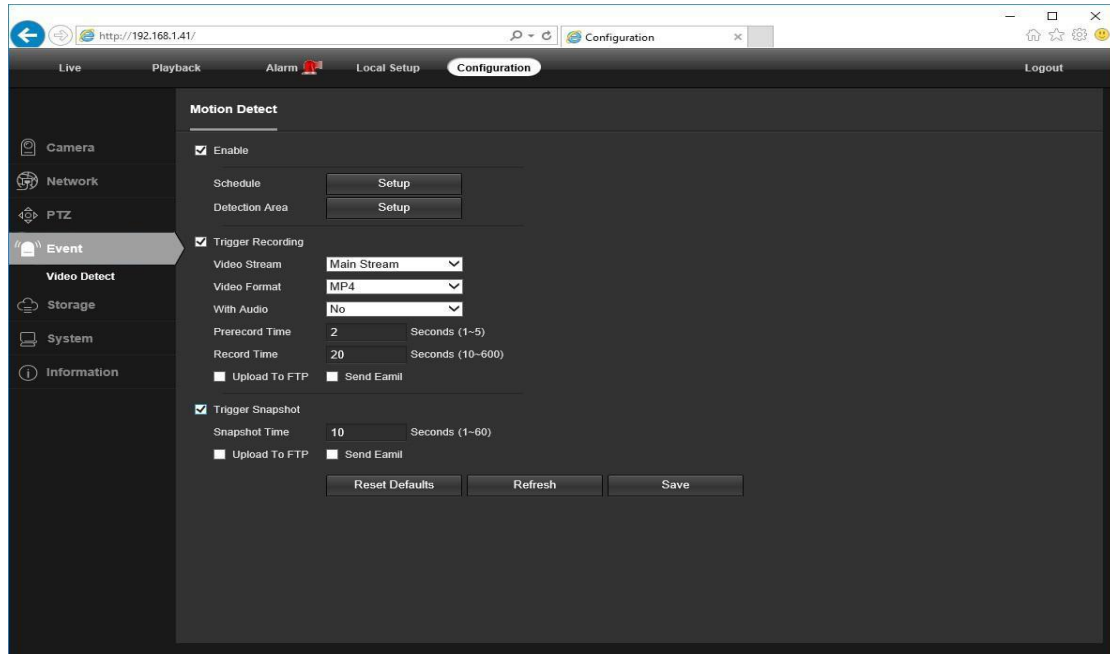 http://192.168.1.41/
Configuration
Live Playback Alarm Local Setup Configuration Logout
Motion Detect
Camera
Network
PTZ
Event
Video Detect
Storage
System
Information
Enable
Schedule Setup
Detection Area Setup
Trigger Recording
Video Stream Main Stream
Video Format MP4
With Audio No
Prerecord Time 2 Seconds (1~5)
Record Time 20 Seconds (10~600)
Upload To FTP Send Eamil
Trigger Snapshot
Snapshot Time 10 Seconds (1~60)
Upload To FTP Send Eamil
Reset Defaults Refresh Save